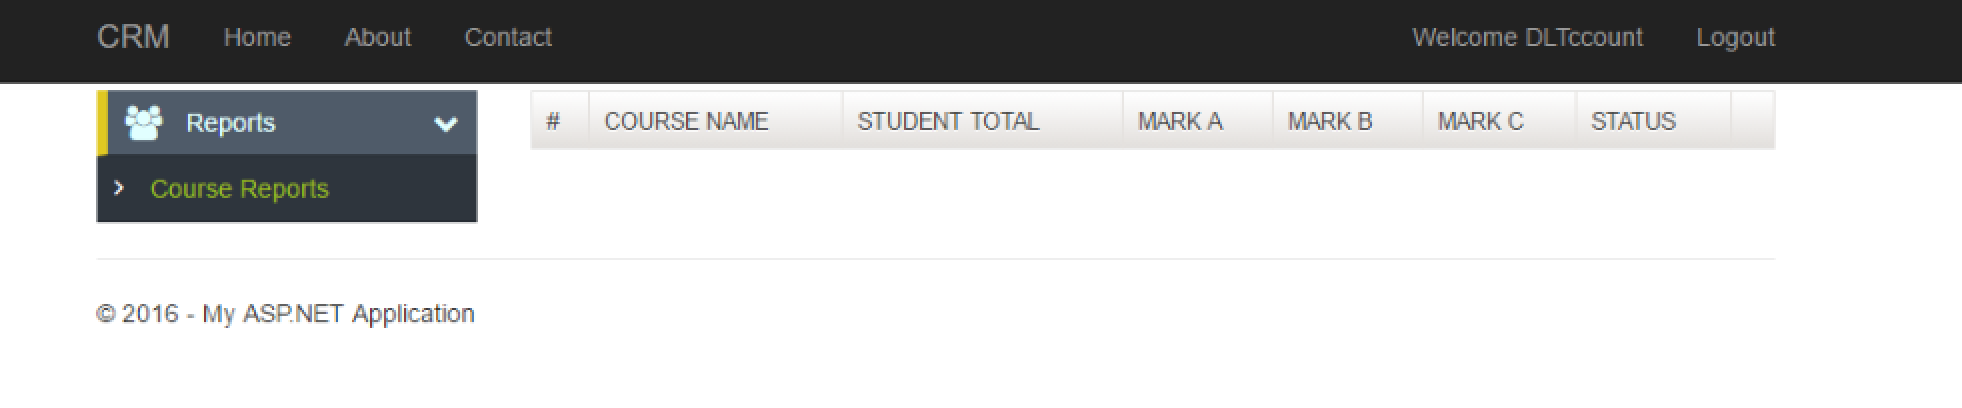 CRM Home About Contact Welcome DLTccount Logout
Reports
Course Reports
# COURSE NAME STUDENT TOTAL MARK A MARK B MARK C STATUS
© 2016 - My ASP.NET Application